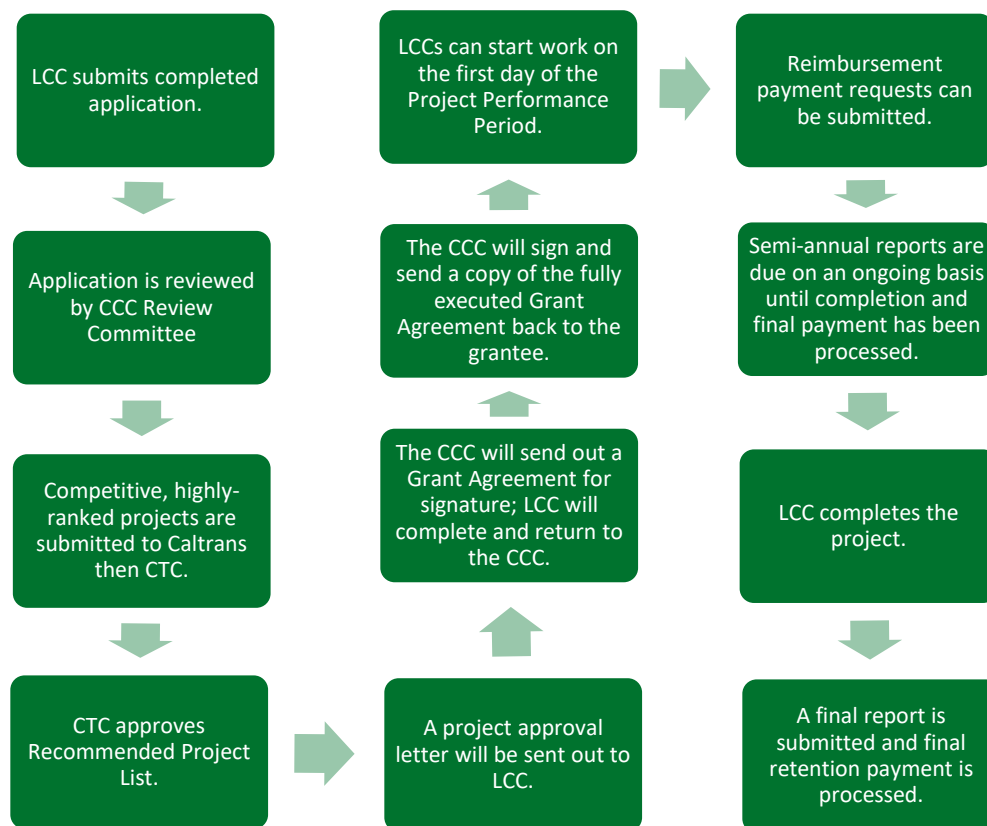 LCC submits completed
application.
Application is reviewed
by CCC Review
Committee
Competitive, highly-
ranked projects are
submitted to Caltrans
then CTC.
CTC approves
Recommended Project
List.
A project approval
letter will be sent out to
LCC.
The CCC will send out a
Grant Agreement for
signature; LCC will
complete and return to
the CCC.
The CCC will sign and
send a copy of the fully
executed Grant
Agreement back to the
grantee.
LCCs can start work on
the first day of the
Project Performance
Period.
Reimbursement
payment requests can
be submitted.
Semi-annual reports are
due on an ongoing basis
until completion and
final payment has been
processed.
LCC completes the
project.
A final report is
submitted and final
retention payment is
processed.